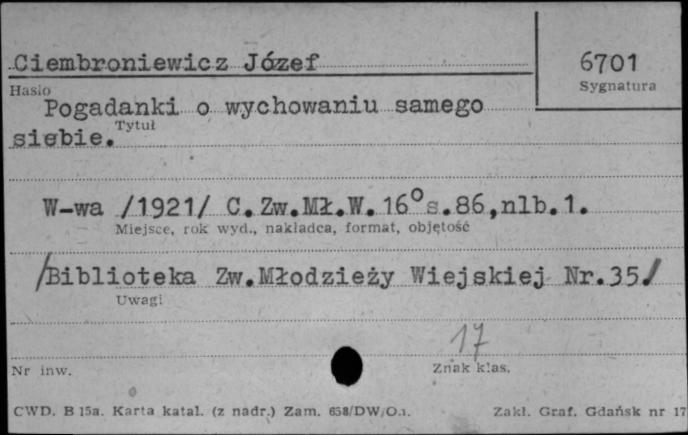 Ciembroniewicz Józef
6701
Hasło
Sygnatura
Pogadanki o wychowaniu samego
Tytuł
siebie.
W-wa /1921/ C.Zw.Mł.W.16°s.86,nlb.1.
Miejsce, rok wyd., nakładca, format, objętość
/Biblioteka Zw.Młodzieży Wiejskiej Nr.35./
Uwagi
17
Nr inw.
Znak klas.
CWD. B 15a. Karta katal. (z nadr.) Zam. 658/DW/O.1.
Zakł. Graf. Gdańsk nr 17